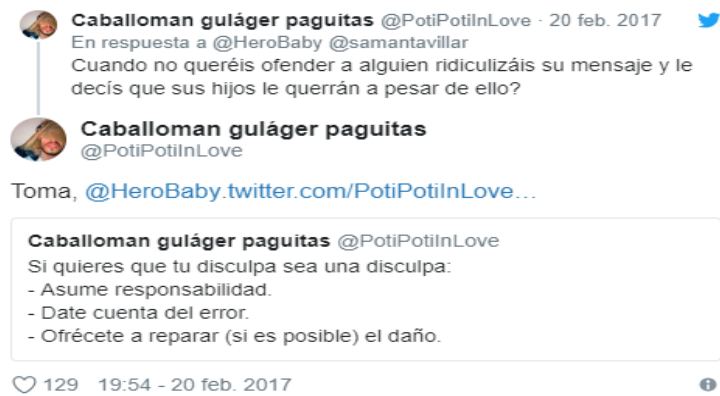 Caballoman guláger paguitas @PotiPotiInLove · 20 feb. 2017
En respuesta a @HeroBaby @samantavillar
Cuando no queréis ofender a alguien ridiculizáis su mensaje y le
decís que sus hijos le querrán a pesar de ello?
Caballoman guláger paguitas
@PotiPotiInLove
Toma, @HeroBaby.twitter.com/PotiPotiInLove…
Caballoman guláger paguitas @PotiPotiInLove
Si quieres que tu disculpa sea una disculpa:
- Asume responsabilidad.
- Date cuenta del error.
- Ofrécete a reparar (si es posible) el daño.
129 19:54 - 20 feb. 2017